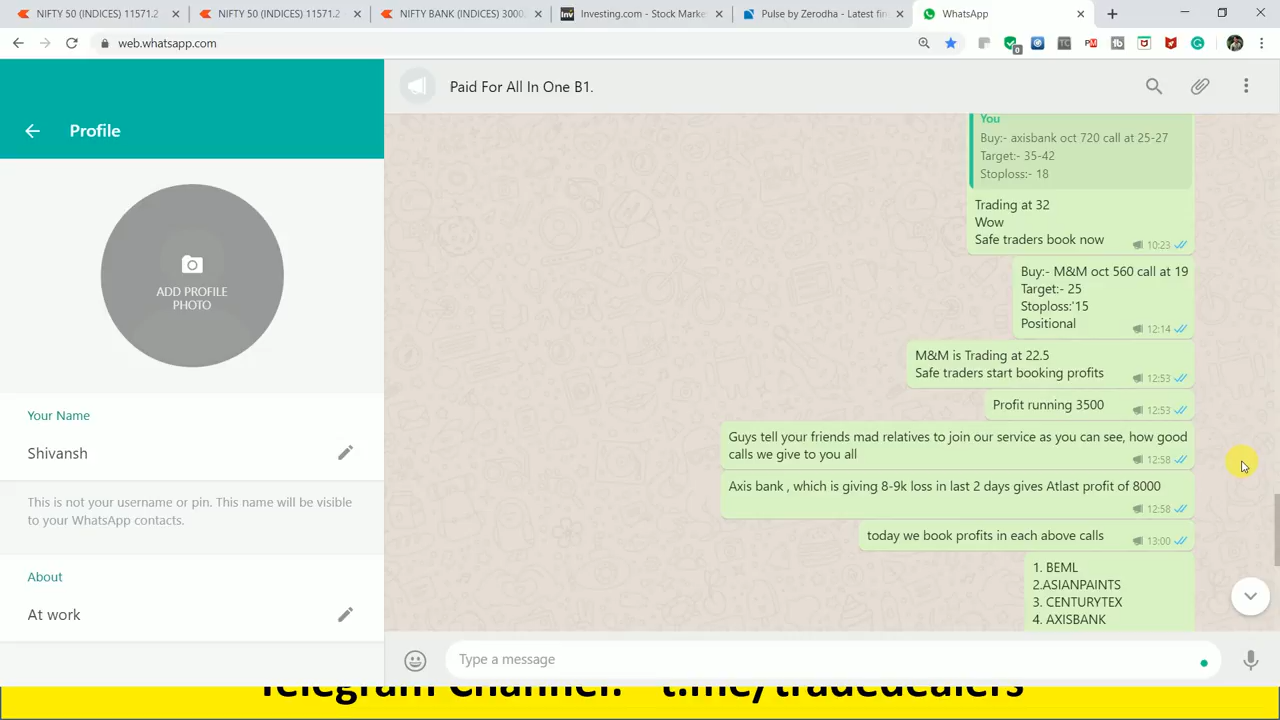 NIFTY 50 (INDICES) 11571.2
NIFTY 50 (INDICES) 11571.2
NIFTY BANK (INDICES) 3000.
Investing.com - Stock Marke
Pulse by Zerodha - Latest fin
WhatsApp
web.whatsapp.com
Profile
ADD PROFILE
PHOTO
Your Name
Shivansh
This is not your username or pin. This name will be visible
to your WhatsApp contacts.
About
At work
Paid For All In One B1.
You
Buy:- axisbank oct 720 call at 25-27
Target:- 35-42
Stoploss:- 18
Trading at 32
Wow
Safe traders book now
10:23
Buy:- M&M oct 560 call at 19
Target:- 25
Stoploss:'15
Positional
12:14
M&M is Trading at 22.5
Safe traders start booking profits
12:53
Profit running 3500
12:53
Guys tell your friends mad relatives to join our service as you can see, how good
calls we give to you all
12:58
Axis bank , which is giving 8-9k loss in last 2 days gives Atlast profit of 8000
12:58
today we book profits in each above calls
13:00
1. BEML
2.ASIANPAINTS
3. CENTURYTEX
4. AXISBANK
Type a message
Telegram Channel: t.me/tradedealers